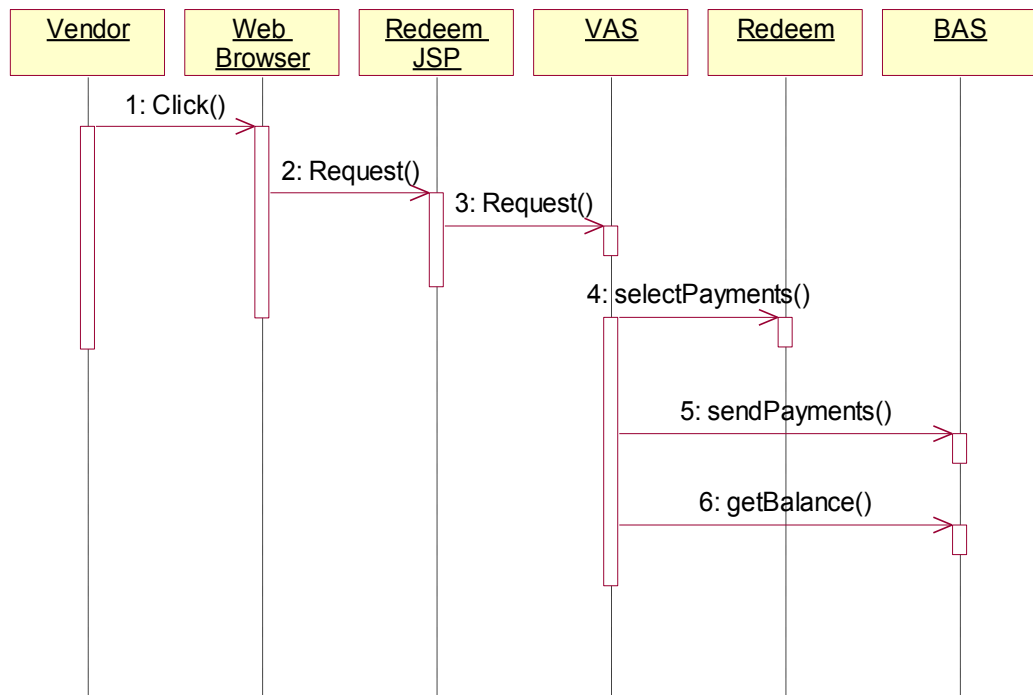 Vendor
Web
Browser
Redeem
JSP
VAS
Redeem
BAS
1: Click()
2: Request()
3: Request()
4: selectPayments()
5: sendPayments()
6: getBalance()